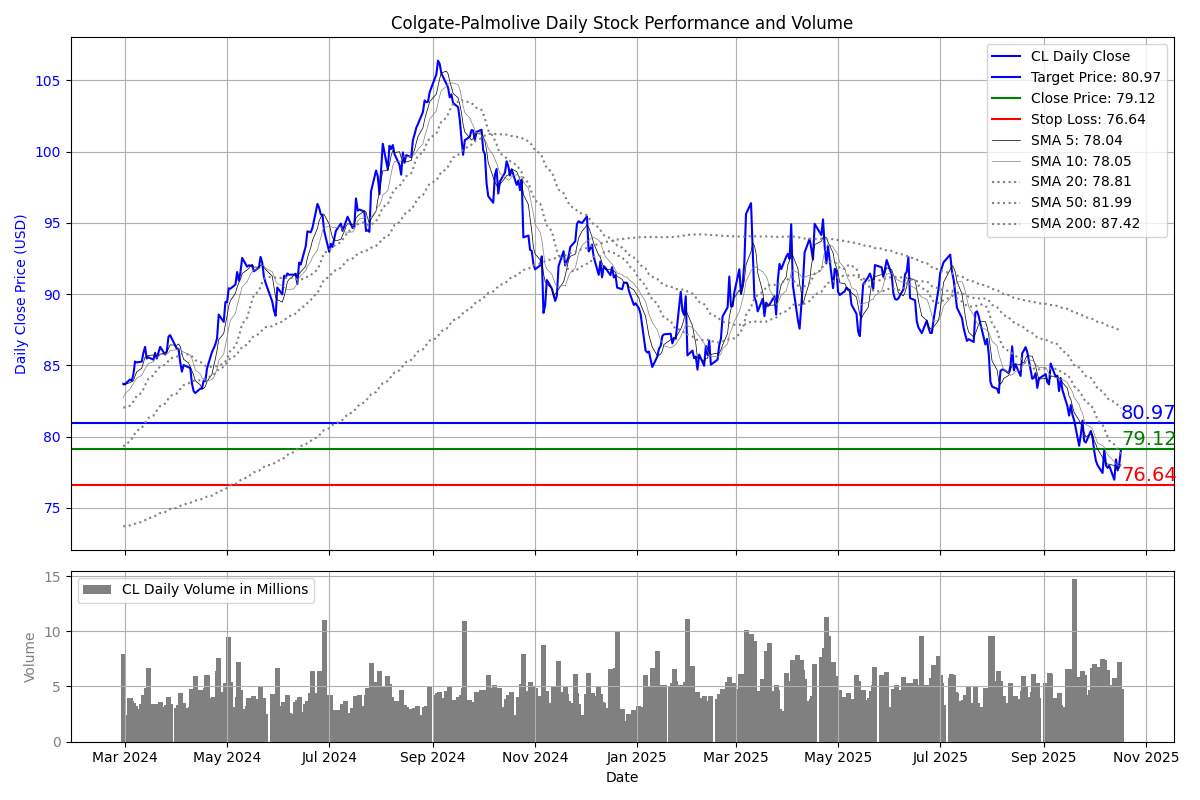 Colgate-Palmolive Daily Stock Performance and Volume
Daily Close Price (USD)
105
100
95
90
85
80
75
CL Daily Close
Target Price: 80.97
Close Price: 79.12
Stop Loss: 76.64
SMA 5: 78.04
SMA 10: 78.05
SMA 20: 78.81
SMA 50: 81.99
SMA 200: 87.42
80.97
79.12
76.64
Volume
15
10
5
0
CL Daily Volume in Millions
Mar 2024
May 2024
Jul 2024
Sep 2024
Nov 2024
Jan 2025
Mar 2025
May 2025
Jul 2025
Sep 2025
Nov 2025
Date